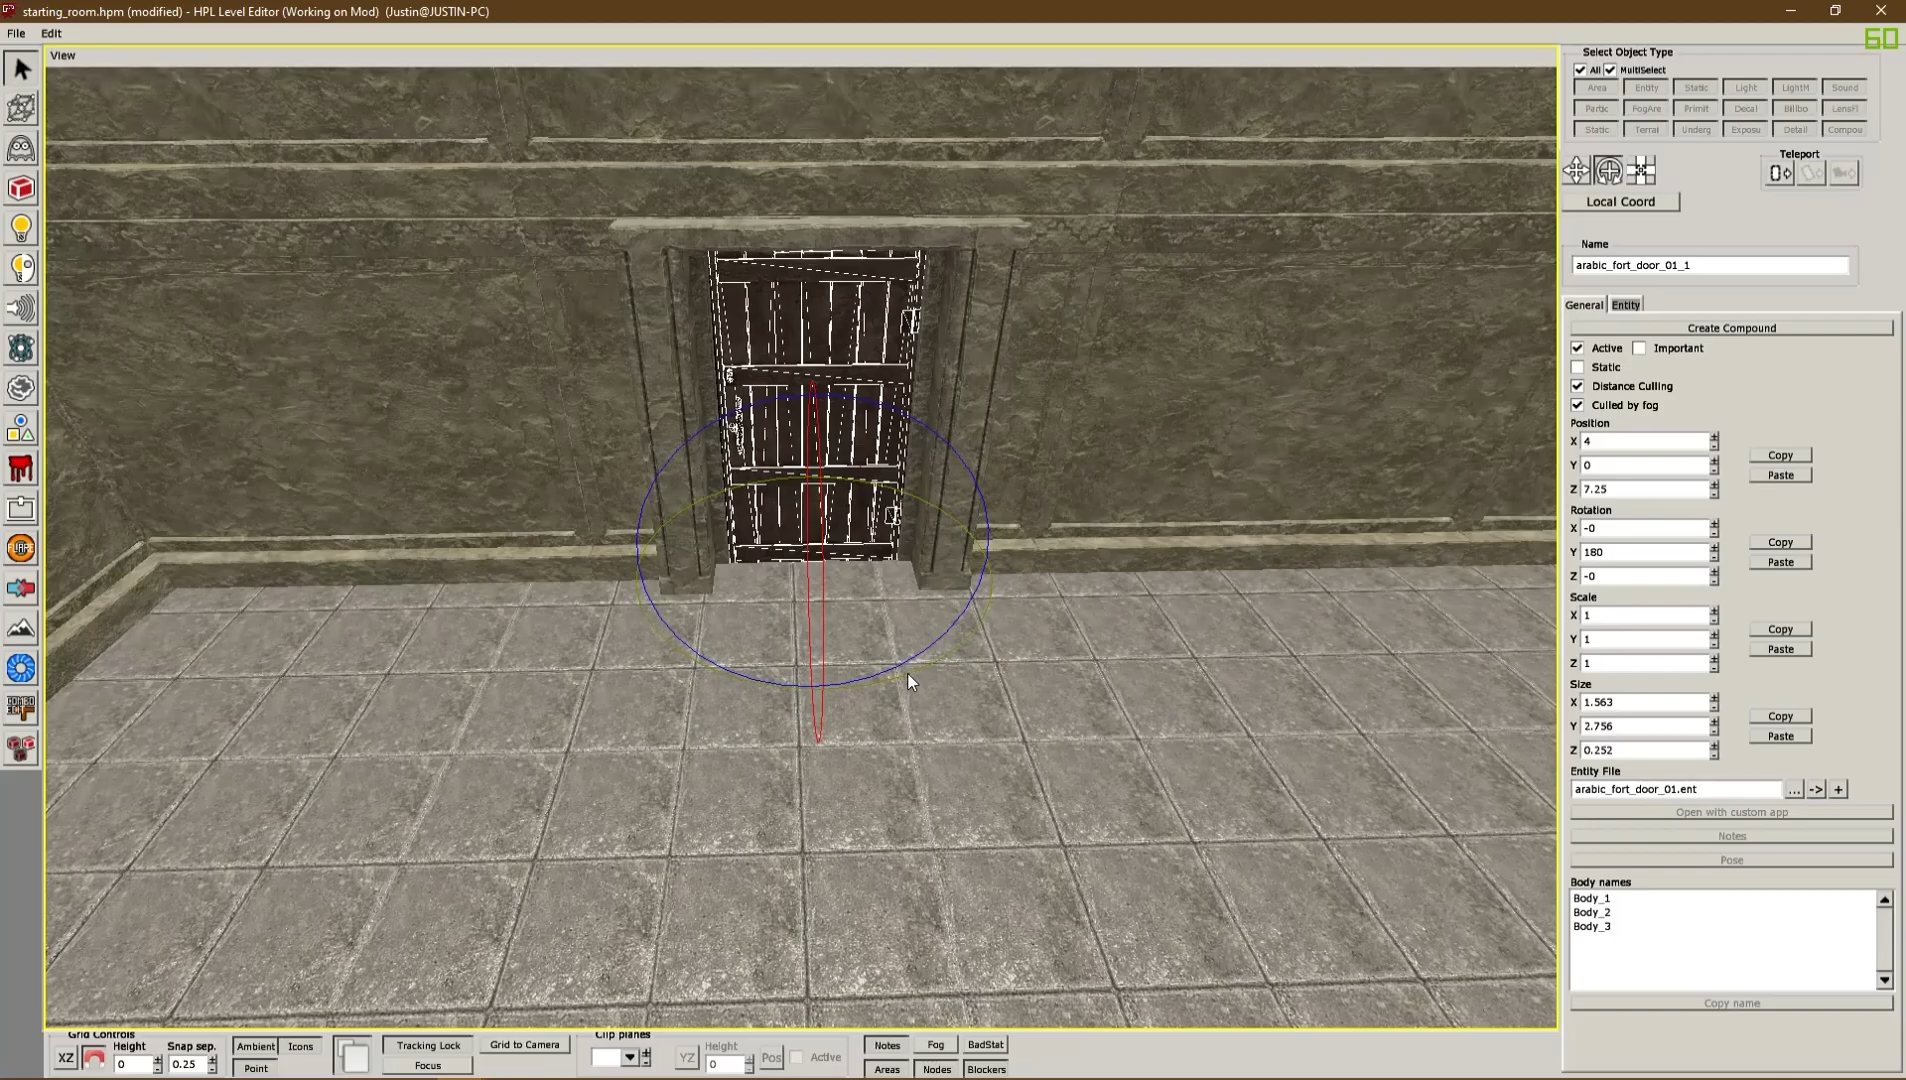 starting_room.hpm (modified) - HPL Level Editor (Working on Mod)  (Justin@JUSTIN-PC)
File Edit
60
View
Select Object Type
All MultiSelect
Area Entity Static Light LightM Sound
Partic FogAre Primit Decal Billbo LensFl
Static Terrai Underg Exposu Detail Compou
Teleport
Local Coord
Name
arabic_fort_door_01_1
General Entity
Create Compound
Active Important
Static
Distance Culling
Culled by fog
Position
X 4
Copy
Y 0
Paste
Z 7.25
Rotation
X -0
Copy
Y 180
Paste
Z -0
Scale
X 1
Copy
Y 1
Paste
Z 1
Size
X 1.563
Copy
Y 2.756
Paste
Z 0.252
Entity File
arabic_fort_door_01.ent ... -> +
Open with custom app
Notes
Pose
Body names
Body_1
Body_2
Body_3
Copy name
FLARE
Grid Controls
XZ
Height
0
Snap sep.
0.25
Ambient Icons
Point
Tracking Lock
Focus
Grid to Camera
Clip planes
YZ
Height
0
Pos
Active
Notes Fog BadStat
Areas Nodes Blockers